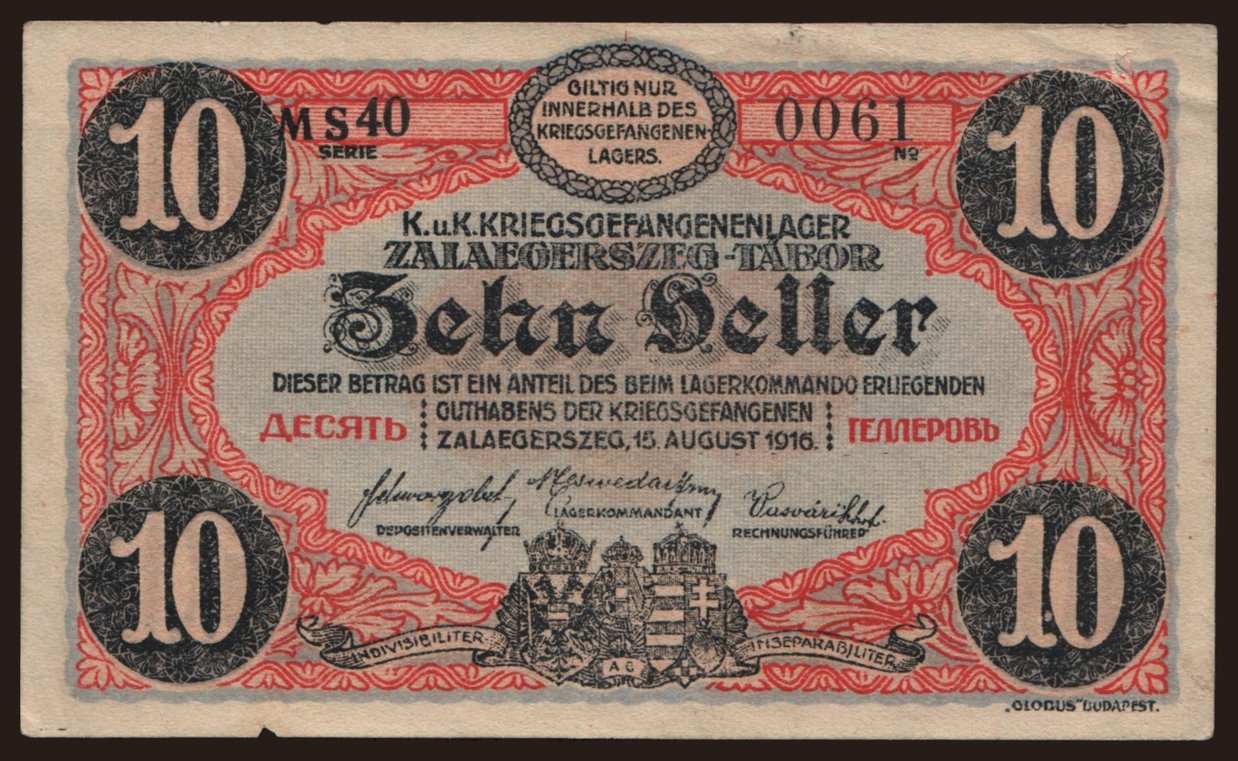 10
M S 40
SERIE
GILTIG NUR
INNERHALB DES
KRIEGSGEFANGENEN-
LAGERS.
0061
No
10
K. u K. KRIEGSGEFANGENENLAGER
ZALAEGERSZEG-TÁBOR
Zehn Heller
DIESER BETRAG IST EIN ANTEIL DES BEIM LAGERKOMMANDO ERLIEGENDEN
ДЕСЯТЬ
GUTHABENS DER KRIEGSGEFANGENEN
ZALAEGERSZEG, 15. AUGUST 1916.
ГЕЛЛЕРОВЪ
DEPOSITENVERWALTER
LAGERKOMMANDANT
RECHNUNGSFÜHRER
10
INDIVISIBILITER
INSEPARABILITER
10
"GLOBUS" BUDAPEST.